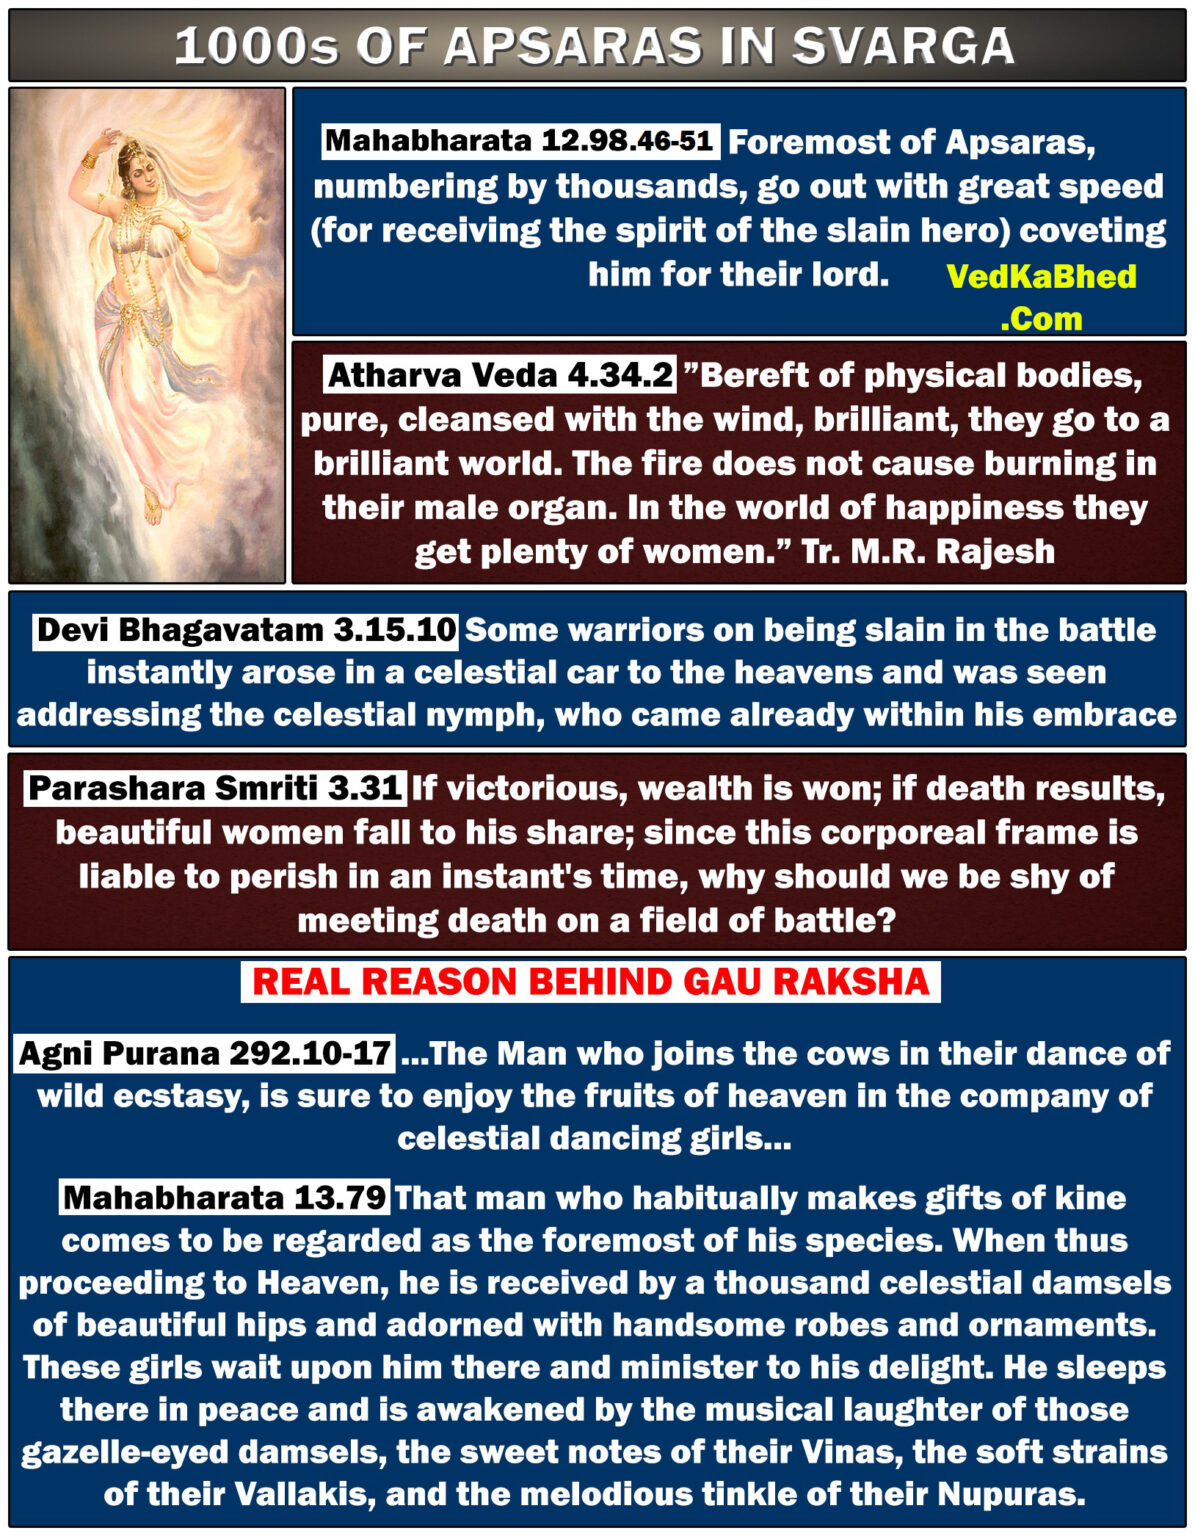 1000s OF APSARAS IN SVARGA
Mahabharata 12.98.46-51 Foremost of Apsaras,
numbering by thousands, go out with great speed
(for receiving the spirit of the slain hero) coveting
him for their lord.
VedKaBhed
.Com
Atharva Veda 4.34.2 ”Bereft of physical bodies,
pure, cleansed with the wind, brilliant, they go to a
brilliant world. The fire does not cause burning in
their male organ. In the world of happiness they
get plenty of women.” Tr. M.R. Rajesh
Devi Bhagavatam 3.15.10 Some warriors on being slain in the battle
instantly arose in a celestial car to the heavens and was seen
addressing the celestial nymph, who came already within his embrace
Parashara Smriti 3.31 If victorious, wealth is won; if death results,
beautiful women fall to his share; since this corporeal frame is
liable to perish in an instant's time, why should we be shy of
meeting death on a field of battle?
REAL REASON BEHIND GAU RAKSHA
Agni Purana 292.10-17 ...The Man who joins the cows in their dance of
wild ecstasy, is sure to enjoy the fruits of heaven in the company of
celestial dancing girls...
Mahabharata 13.79 That man who habitually makes gifts of kine
comes to be regarded as the foremost of his species. When thus
proceeding to Heaven, he is received by a thousand celestial damsels
of beautiful hips and adorned with handsome robes and ornaments.
These girls wait upon him there and minister to his delight. He sleeps
there in peace and is awakened by the musical laughter of those
gazelle-eyed damsels, the sweet notes of their Vinas, the soft strains
of their Vallakis, and the melodious tinkle of their Nupuras.